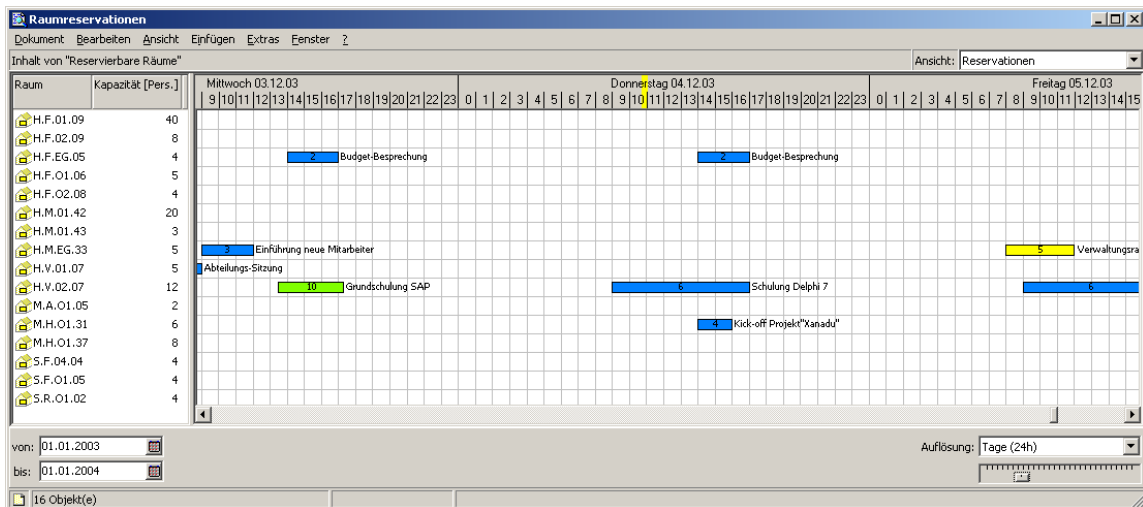 Raumreservationen
Dokument Bearbeiten Ansicht Einfügen Extras Fenster ?
Inhalt von "Reservierbare Räume" Ansicht: Reservationen
Raum Kapazität [Pers.] Mittwoch 03.12.03 Donnerstag 04.12.03 Freitag 05.12.03
9 10 11 12 13 14 15 16 17 18 19 20 21 22 23 0 1 2 3 4 5 6 7 8 9 10 11 12 13 14 15 16 17 18 19 20 21 22 23 0 1 2 3 4 5 6 7 8 9 10 11 12 13 14 15
H.F.01.09 40
H.F.02.09 8
H.F.EG.05 4 2 Budget-Besprechung 2 Budget-Besprechung
H.F.O1.06 5
H.F.O2.08 4
H.M.01.42 20
H.M.01.43 3
H.M.EG.33 5 3 Einführung neue Mitarbeiter 5 Verwaltungsra
H.V.01.07 5 Abteilungs-Sitzung
H.V.02.07 12 10 Grundschulung SAP 6 Schulung Delphi 7 6
M.A.O1.05 2
M.H.O1.31 6 4 Kick-off Projekt"Xanadu"
M.H.O1.37 8
S.F.04.04 4
S.F.O1.05 4
S.R.O1.02 4
von: 01.01.2003 Auflösung: Tage (24h)
bis: 01.01.2004
16 Objekt(e)